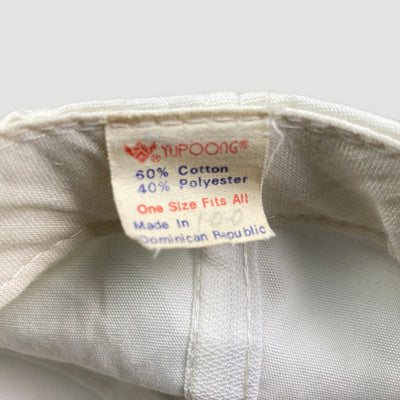 YUPOONG®
60% Cotton
40% Polyester
One Size Fits All
Made In
Dominican Republic